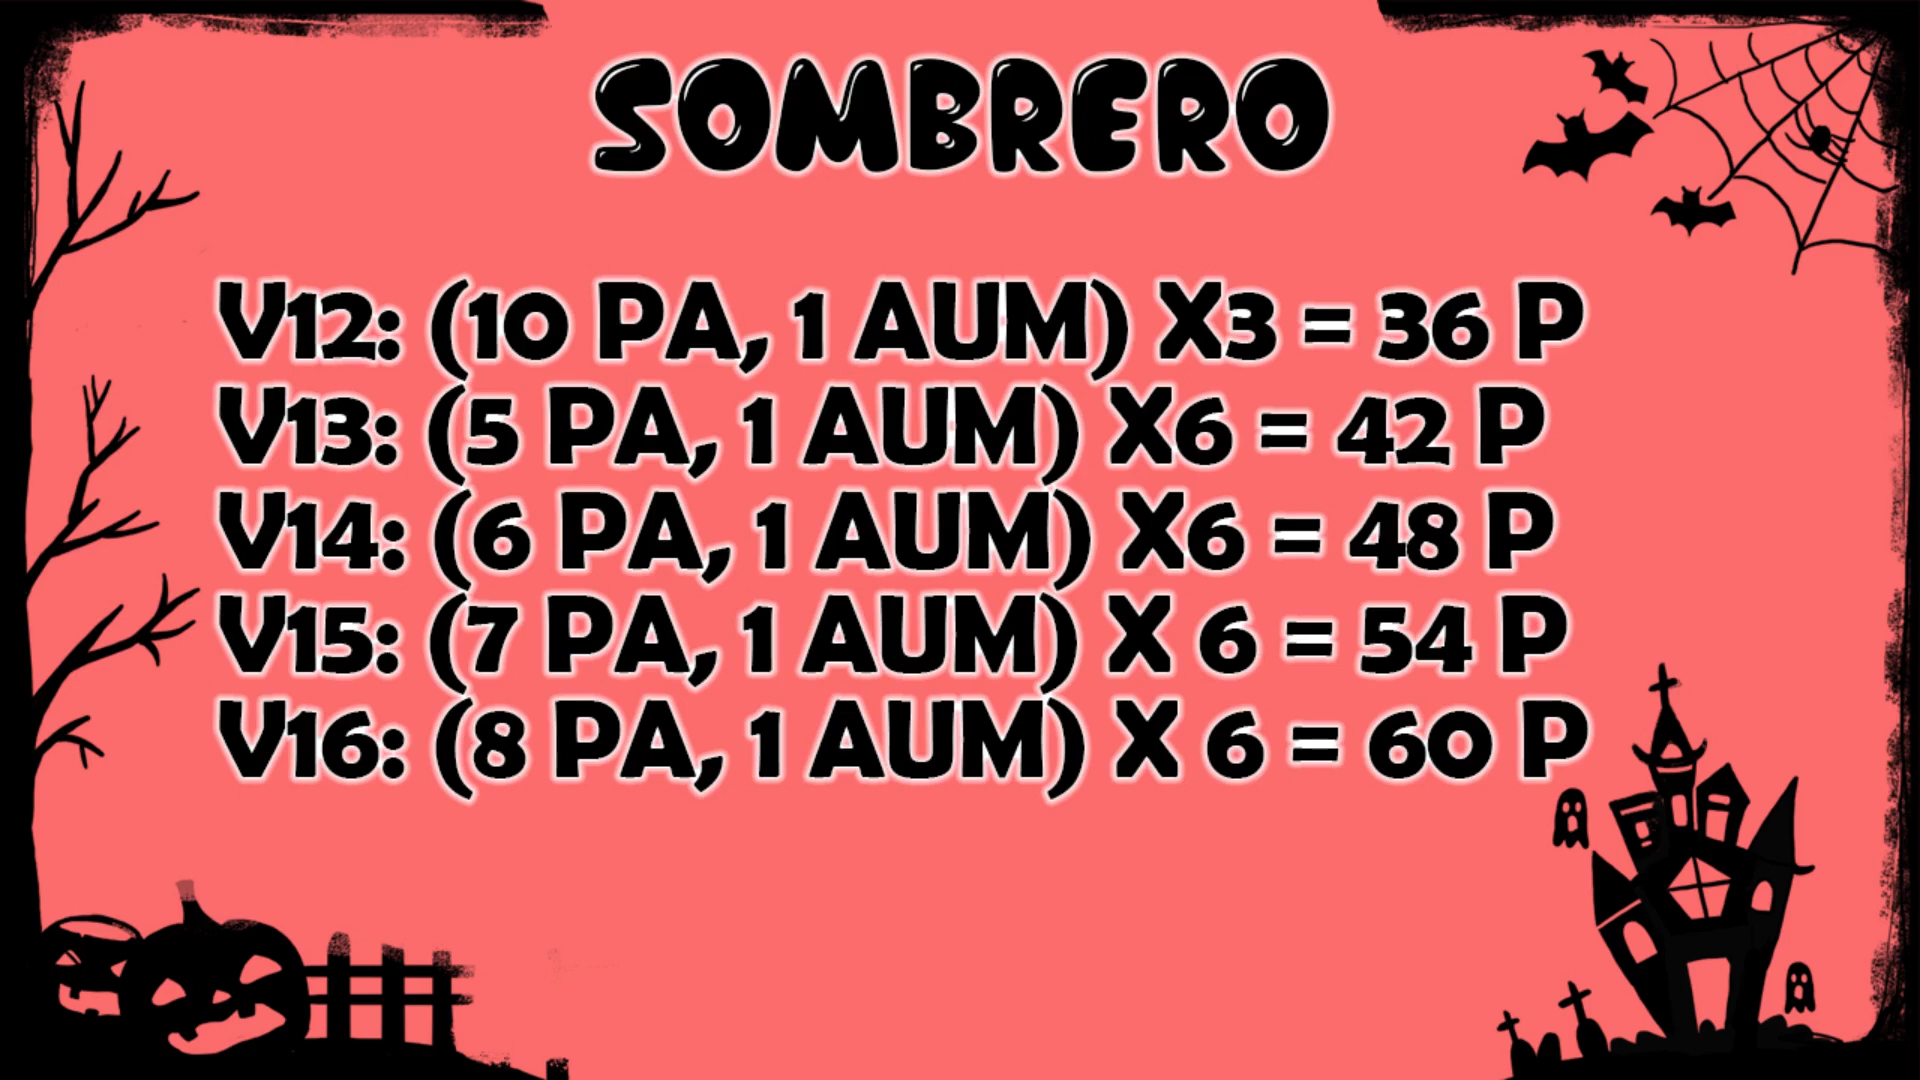 SOMBRERO
V12: (10 PA, 1 AUM) X3 = 36 P
V13: (5 PA, 1 AUM) X6 = 42 P
V14: (6 PA, 1 AUM) X6 = 48 P
V15: (7 PA, 1 AUM) X 6 = 54 P
V16: (8 PA, 1 AUM) X 6 = 60 P